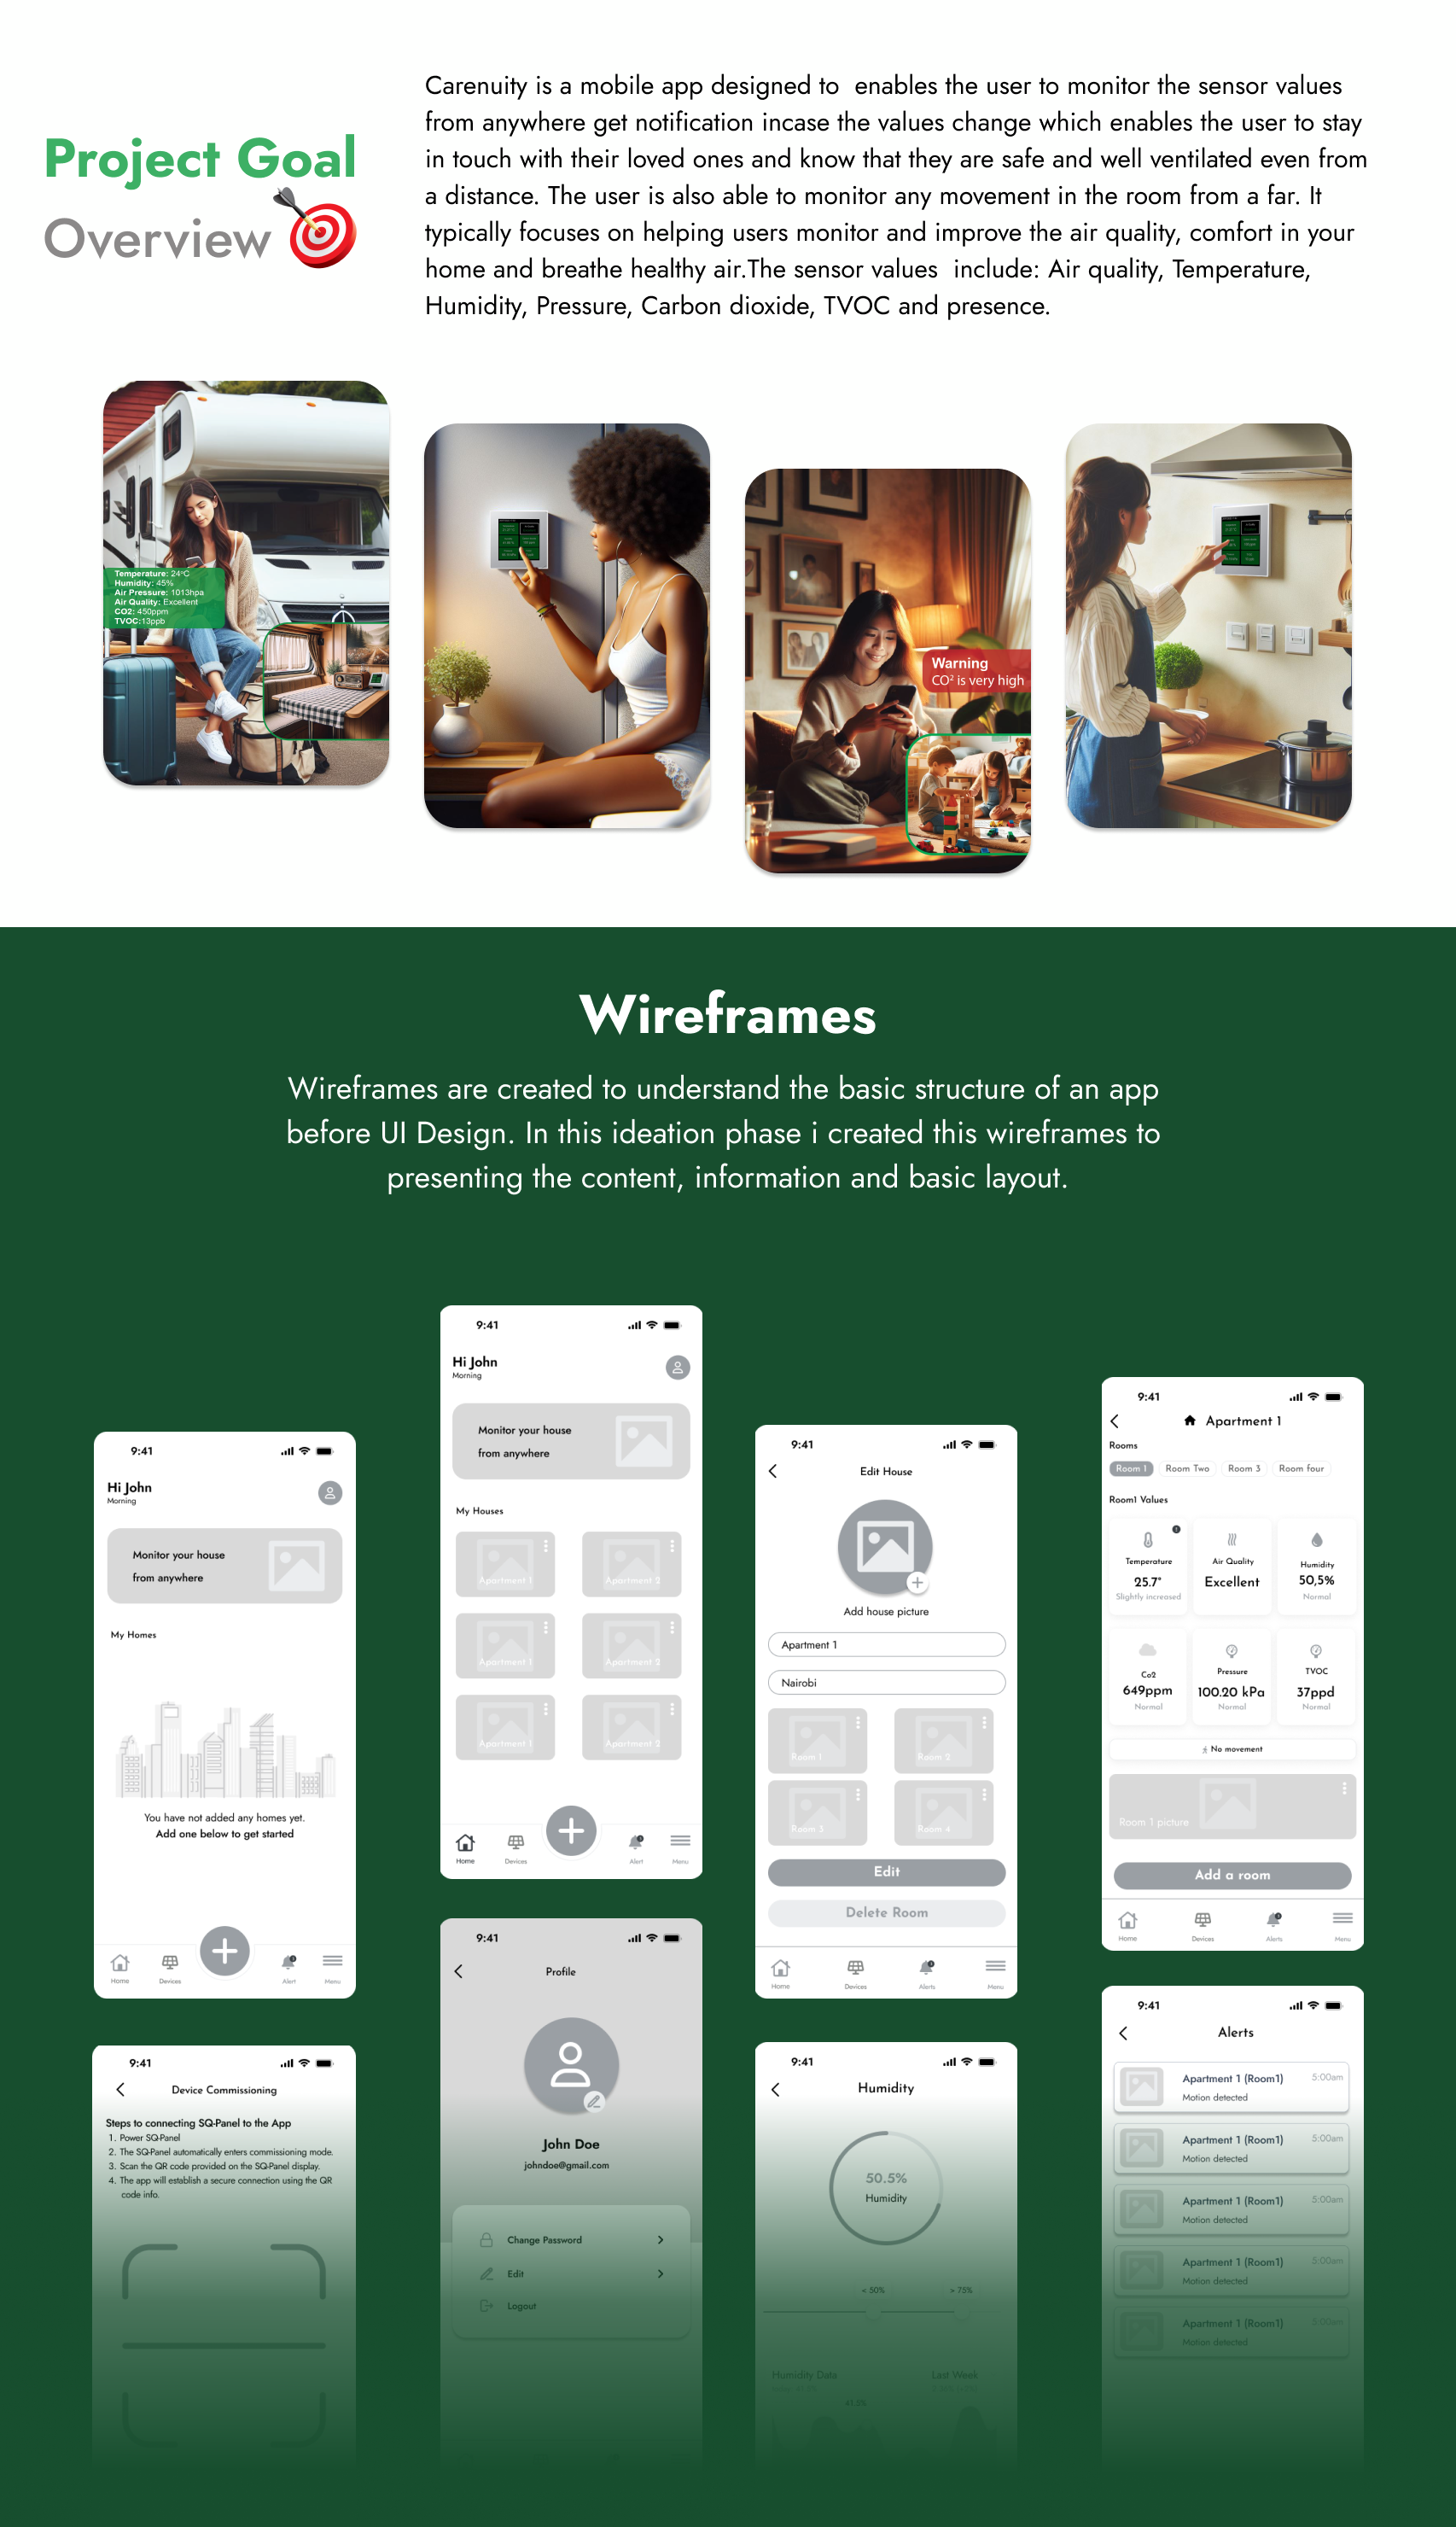 Project Goal
Overview
Carenuity is a mobile app designed to enables the user to monitor the sensor values
from anywhere get notification incase the values change which enables the user to stay
in touch with their loved ones and know that they are safe and well ventilated even from
a distance. The user is also able to monitor any movement in the room from a far. It
typically focuses on helping users monitor and improve the air quality, comfort in your
home and breathe healthy air.The sensor values include: Air quality, Temperature,
Humidity, Pressure, Carbon dioxide, TVOC and presence.
Temperature: 24°C
Humidity: 45%
Air Pressure: 1013hpa
Air Quality: Excellent
CO2: 450ppm
TVOC:13ppb
Warning
CO² is very high
Wireframes
Wireframes are created to understand the basic structure of an app
before UI Design. In this ideation phase i created this wireframes to
presenting the content, information and basic layout.
9:41
Hi John
Morning
Monitor your house
from anywhere
My Homes
You have not added any homes yet.
Add one below to get started
Home
Devices
Alert
Menu
9:41
Hi John
Morning
Monitor your house
from anywhere
My Houses
Apartment 1
Apartment 2
Apartment 1
Apartment 2
Apartment 1
Apartment 2
Home
Devices
Alert
Menu
9:41
Edit House
Add house picture
Apartment 1
Nairobi
Room 1
Room 2
Room 3
Room 4
Edit
Delete Room
Home
Devices
Alerts
Menu
9:41
Apartment 1
Rooms
Room 1
Room Two
Room 3
Room four
Room1 Values
Temperature
25.7°
Slightly increased
Air Quality
Excellent
Humidity
50,5%
Normal
Co2
649ppm
Normal
Pressure
100.20 kPa
Normal
TVOC
37ppd
Normal
No movement
Room 1 picture
Add a room
Home
Devices
Alerts
Menu
9:41
Device Commissioning
Steps to connecting SQ-Panel to the App
1. Power SQ-Panel
2. The SQ-Panel automatically enters commissioning mode.
3. Scan the QR code provided on the SQ-Panel display.
4. The app will establish a secure connection using the QR
code info.
9:41
Profile
John Doe
johndoe@gmail.com
Change Password
Edit
Logout
9:41
Humidity
50.5%
Humidity
< 50%
> 75%
Humidity Data
Last Week
41.2%
9:41
Alerts
Apartment 1 (Room1)
5:00am
Motion detected
Apartment 1 (Room1)
5:00am
Motion detected
Apartment 1 (Room1)
5:00am
Motion detected
Apartment 1 (Room1)
5:00am
Motion detected
Apartment 1 (Room1)
5:00am
Motion detected